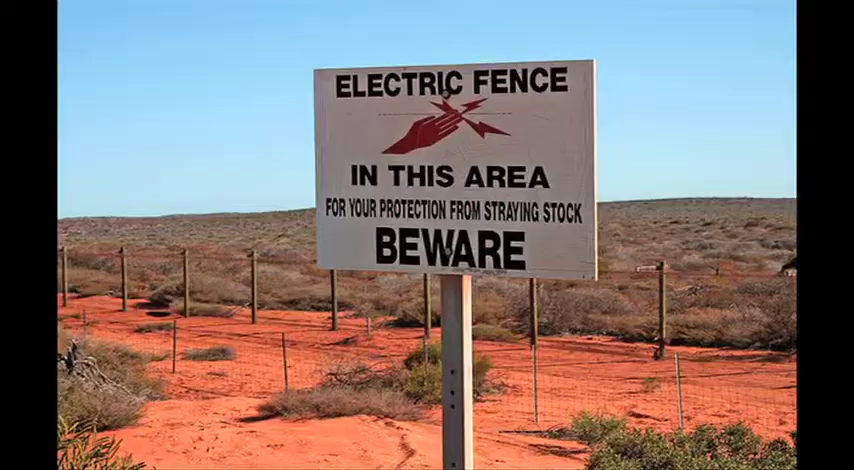 ELECTRIC FENCE
IN THIS AREA
FOR YOUR PROTECTION FROM STRAYING STOCK
BEWARE